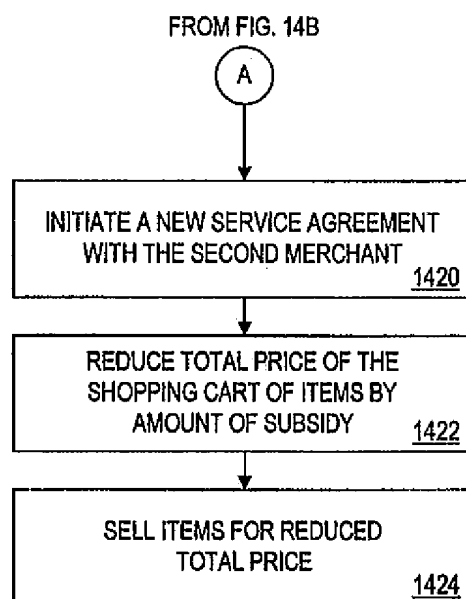 FROM FIG. 14B
A
INITIATE A NEW SERVICE AGREEMENT
WITH THE SECOND MERCHANT
1420
REDUCE TOTAL PRICE OF THE
SHOPPING CART OF ITEMS BY
AMOUNT OF SUBSIDY
1422
SELL ITEMS FOR REDUCED
TOTAL PRICE
1424